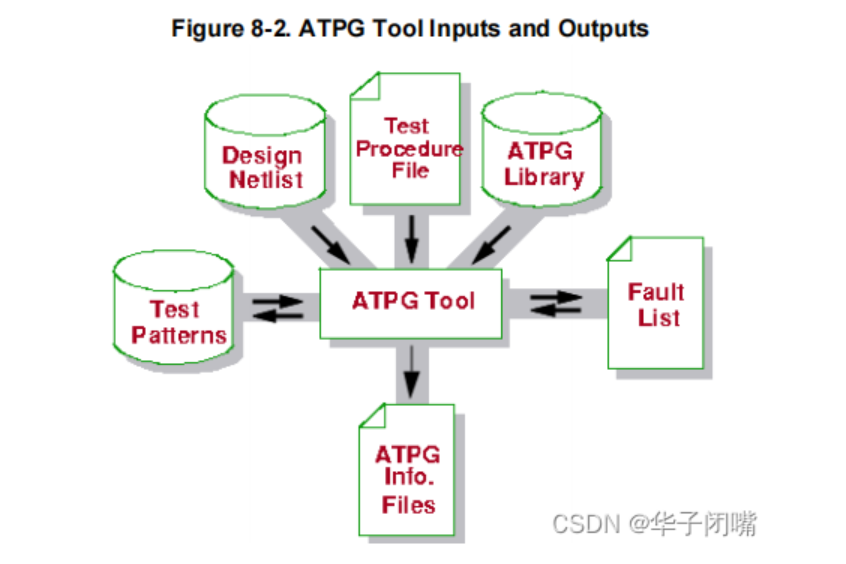 Figure 8-2. ATPG Tool Inputs and Outputs
Design
Netlist
Test
Procedure
File
ATPG
Library
Test
Patterns
ATPG Tool
Fault
List
ATPG
Info.
Files
CSDN @华子闭嘴